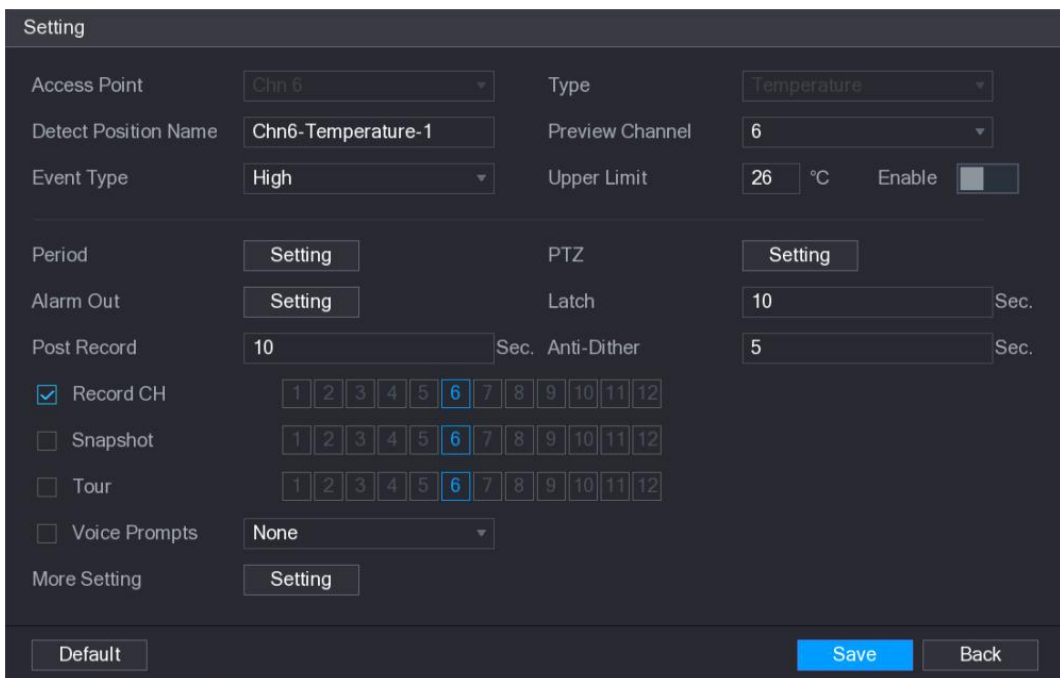 Setting
Access Point Chn 6 Type Temperature
Detect Position Name Chn6-Temperature-1 Preview Channel 6
Event Type High Upper Limit 26 °C Enable
Period Setting PTZ Setting
Alarm Out Setting Latch 10 Sec.
Post Record 10 Sec. Anti-Dither 5 Sec.
Record CH 1 2 3 4 5 6 7 8 9 10 11 12
Snapshot 1 2 3 4 5 6 7 8 9 10 11 12
Tour 1 2 3 4 5 6 7 8 9 10 11 12
Voice Prompts None
More Setting Setting
Default Save Back